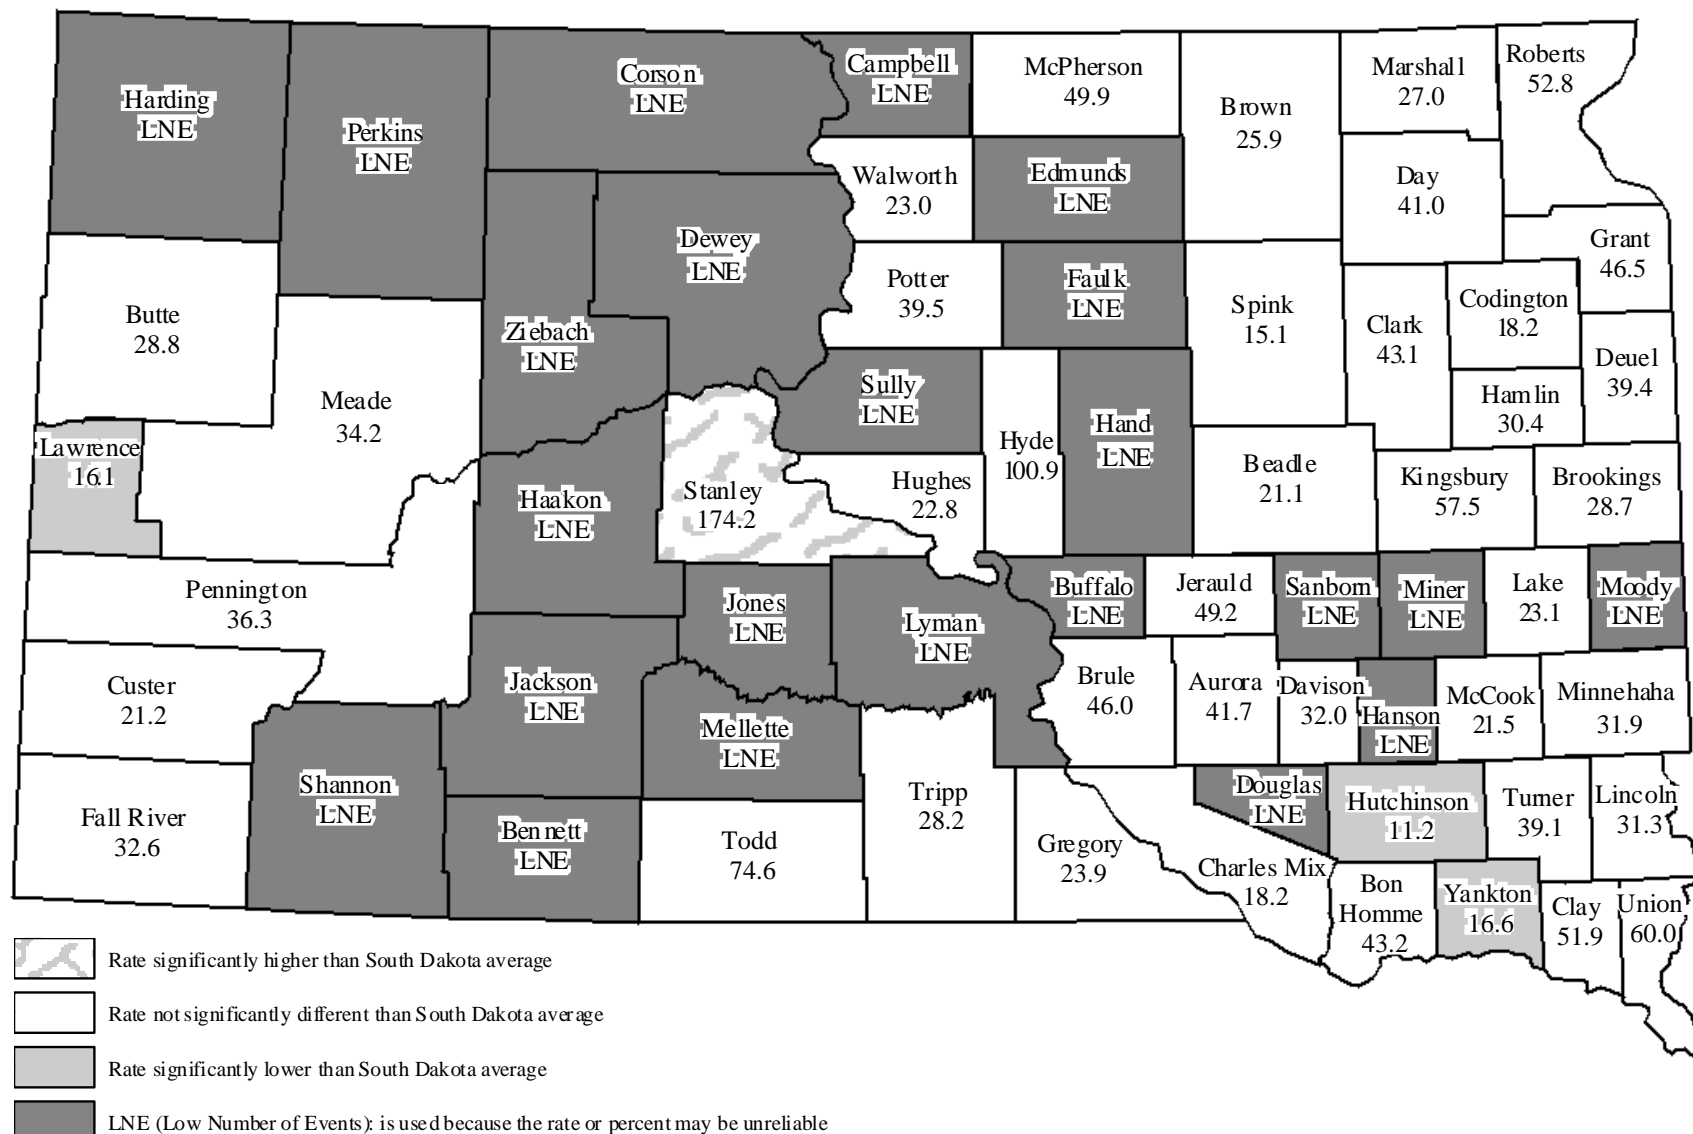 Harding
LNE
Perkins
LNE
Corson
LNE
Campbell
LNE
McPherson
49.9
Brown
25.9
Marshall
27.0
Roberts
52.8
Walworth
23.0
Edmunds
LNE
Day
41.0
Dewey
LNE
Grant
46.5
Butte
28.8
Ziebach
LNE
Potter
39.5
Faulk
LNE
Spink
15.1
Clark
43.1
Codington
18.2
Deuel
39.4
Meade
34.2
Sully
LNE
Hamlin
30.4
Lawrence
16.1
Hyde
100.9
Hand
LNE
Haakon
LNE
Stanley
174.2
Hughes
22.8
Beadle
21.1
Kingsbury
57.5
Brookings
28.7
Pennington
36.3
Jones
LNE
Lyman
LNE
Buffalo
LNE
Jerauld
49.2
Sanborn
LNE
Miner
LNE
Lake
23.1
Moody
LNE
Custer
21.2
Jackson
LNE
Mellette
LNE
Brule
46.0
Aurora
41.7
Davison
32.0
Hanson
LNE
McCook
21.5
Minnehaha
31.9
Fall River
32.6
Shannon
LNE
Bennett
LNE
Todd
74.6
Tripp
28.2
Gregory
23.9
Charles Mix
18.2
Douglas
LNE
Hutchinson
11.2
Turner
39.1
Lincoln
31.3
Bon
Homme
43.2
Yankton
16.6
Clay
51.9
Union
60.0
Rate significantly higher than South Dakota average
Rate not significantly different than South Dakota average
Rate significantly lower than South Dakota average
LNE (Low Number of Events): is used because the rate or percent may be unreliable